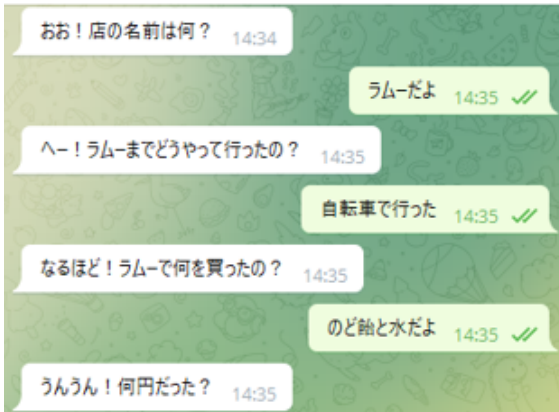 おお！店の名前は何？ 14:34
ラムーだよ 14:35
へー！ラムーまでどうやって行ったの？ 14:35
自転車で行った 14:35
なるほど！ラムーで何を買ったの？ 14:35
のど飴と水だよ 14:35
うんうん！何円だった？ 14:35